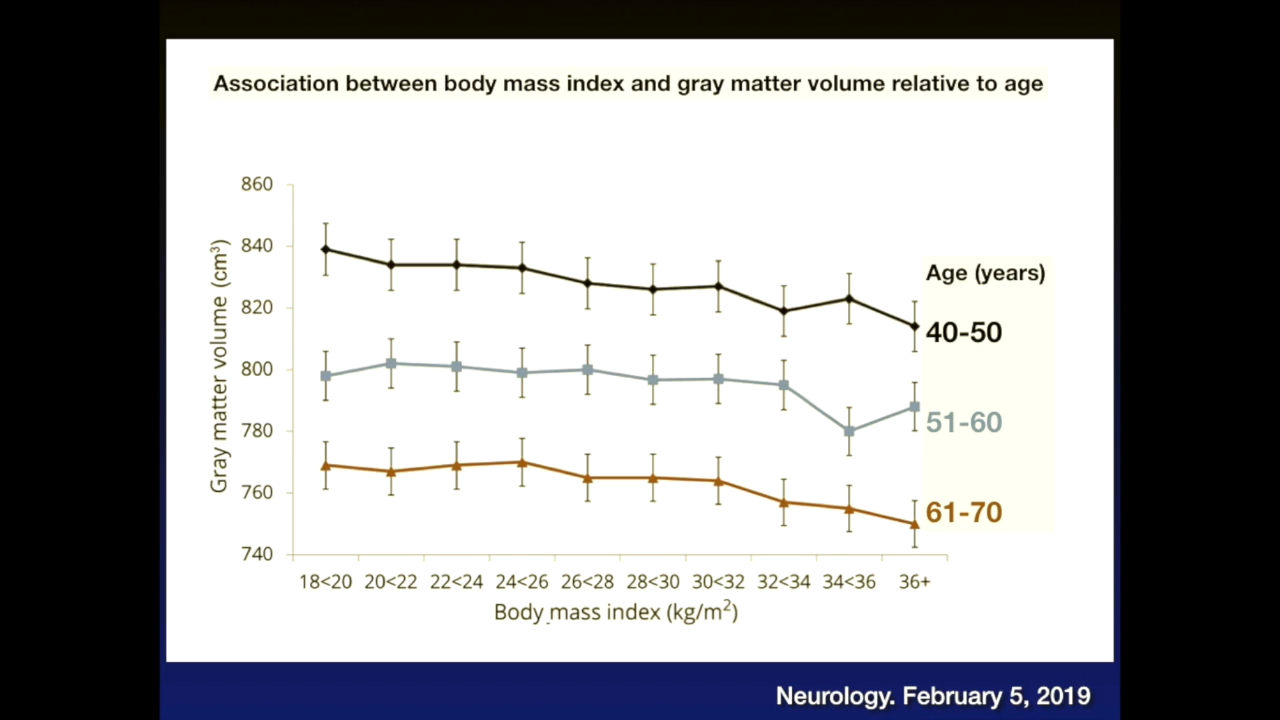 Association between body mass index and gray matter volume relative to age
860
840
820
800
780
760
740
Gray matter volume (cm³)
Age (years)
40-50
51-60
61-70
18<20 20<22 22<24 24<26 26<28 28<30 30<32 32<34 34<36 36+
Body mass index (kg/m²)
Neurology. February 5, 2019